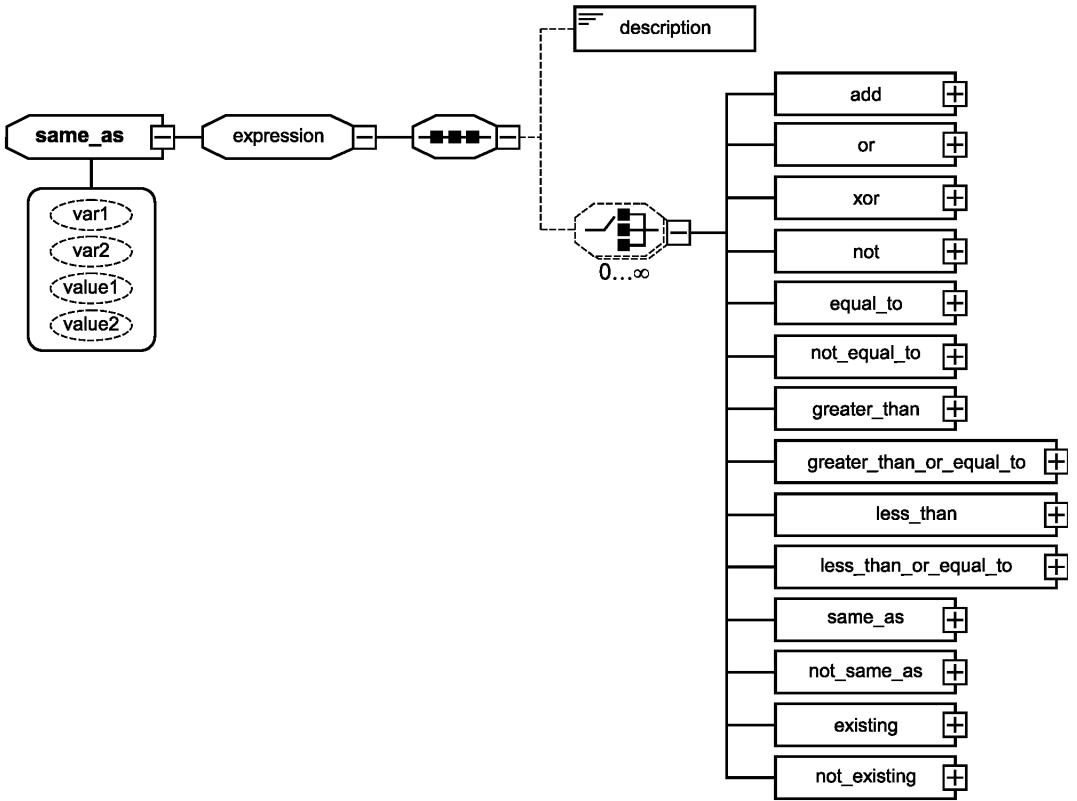 description
same_as
expression
var1
var2
value1
value2
0...∞
add
or
xor
not
equal_to
not_equal_to
greater_than
greater_than_or_equal_to
less_than
less_than_or_equal_to
same_as
not_same_as
existing
not_existing